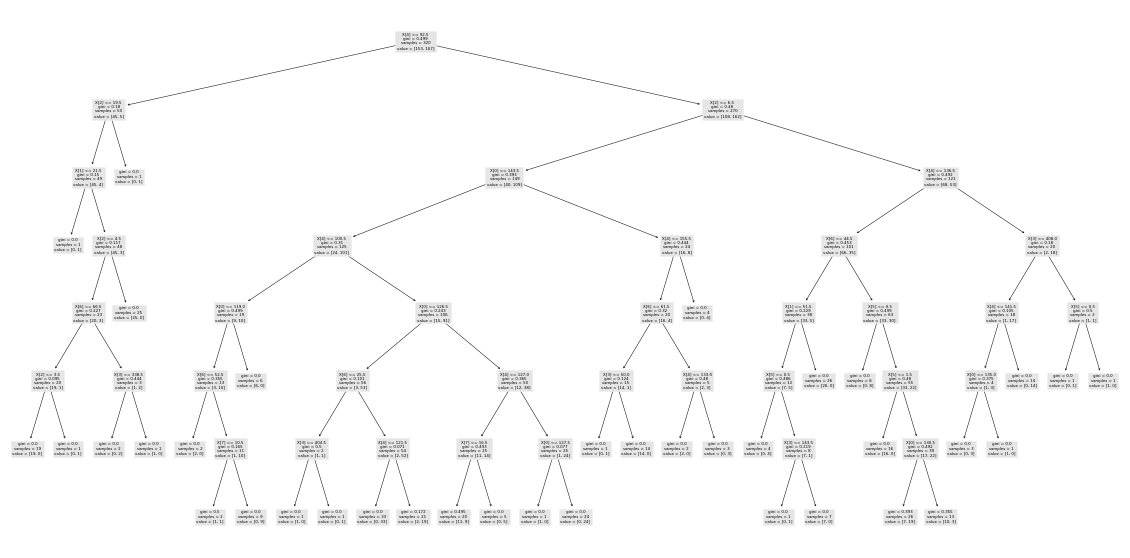 X[4] <= 92.5
gini = 0.499
samples = 320
value = [153, 167]
X[2] <= 19.5
gini = 0.18
samples = 50
value = [45, 5]
X[2] <= 6.5
gini = 0.48
samples = 270
value = [108, 162]
X[1] <= 21.5
gini = 0.15
samples = 49
value = [45, 4]
gini = 0.0
samples = 1
value = [0, 1]
X[0] <= 143.5
gini = 0.393
samples = 149
value = [40, 109]
X[4] <= 136.5
gini = 0.492
samples = 121
value = [68, 53]
gini = 0.0
samples = 1
value = [0, 1]
X[2] <= 4.5
gini = 0.117
samples = 48
value = [45, 3]
X[4] <= 100.5
gini = 0.31
samples = 125
value = [24, 101]
X[4] <= 155.5
gini = 0.444
samples = 24
value = [16, 8]
X[6] <= 44.5
gini = 0.453
samples = 101
value = [66, 35]
X[3] <= 408.0
gini = 0.18
samples = 20
value = [2, 18]
X[6] <= 66.5
gini = 0.227
samples = 23
value = [20, 3]
gini = 0.0
samples = 25
value = [25, 0]
X[0] <= 119.0
gini = 0.499
samples = 19
value = [9, 10]
X[0] <= 126.5
gini = 0.243
samples = 106
value = [15, 91]
X[6] <= 61.5
gini = 0.32
samples = 20
value = [16, 4]
gini = 0.0
samples = 4
value = [0, 4]
X[1] <= 51.5
gini = 0.229
samples = 38
value = [33, 5]
X[5] <= 0.5
gini = 0.499
samples = 63
value = [33, 30]
X[4] <= 141.5
gini = 0.105
samples = 18
value = [1, 17]
X[5] <= 0.5
gini = 0.5
samples = 2
value = [1, 1]
X[2] <= 3.5
gini = 0.095
samples = 20
value = [19, 1]
X[3] <= 398.5
gini = 0.444
samples = 3
value = [1, 2]
X[6] <= 52.5
gini = 0.355
samples = 13
value = [3, 10]
gini = 0.0
samples = 6
value = [6, 0]
X[6] <= 25.5
gini = 0.101
samples = 56
value = [3, 53]
X[4] <= 127.0
gini = 0.365
samples = 50
value = [12, 38]
X[3] <= 50.0
gini = 0.124
samples = 15
value = [14, 1]
X[4] <= 133.0
gini = 0.48
samples = 5
value = [2, 3]
X[5] <= 0.5
gini = 0.486
samples = 12
value = [7, 5]
gini = 0.0
samples = 26
value = [26, 0]
gini = 0.0
samples = 8
value = [0, 8]
X[5] <= 1.5
gini = 0.48
samples = 55
value = [33, 22]
X[0] <= 135.0
gini = 0.375
samples = 4
value = [1, 3]
gini = 0.0
samples = 14
value = [0, 14]
gini = 0.0
samples = 1
value = [0, 1]
gini = 0.0
samples = 1
value = [1, 0]
gini = 0.0
samples = 19
value = [19, 0]
gini = 0.0
samples = 1
value = [0, 1]
gini = 0.0
samples = 2
value = [0, 2]
gini = 0.0
samples = 1
value = [1, 0]
gini = 0.0
samples = 2
value = [2, 0]
X[7] <= 10.5
gini = 0.165
samples = 11
value = [1, 10]
X[3] <= 404.5
gini = 0.5
samples = 2
value = [1, 1]
X[4] <= 121.5
gini = 0.071
samples = 54
value = [2, 52]
X[7] <= 16.5
gini = 0.493
samples = 25
value = [11, 14]
X[0] <= 127.5
gini = 0.077
samples = 25
value = [1, 24]
gini = 0.0
samples = 1
value = [0, 1]
gini = 0.0
samples = 14
value = [14, 0]
gini = 0.0
samples = 2
value = [2, 0]
gini = 0.0
samples = 3
value = [0, 3]
gini = 0.0
samples = 4
value = [0, 4]
X[3] <= 143.5
gini = 0.219
samples = 8
value = [7, 1]
gini = 0.0
samples = 16
value = [16, 0]
X[0] <= 130.5
gini = 0.492
samples = 39
value = [17, 22]
gini = 0.0
samples = 3
value = [0, 3]
gini = 0.0
samples = 1
value = [1, 0]
gini = 0.5
samples = 2
value = [1, 1]
gini = 0.0
samples = 9
value = [0, 9]
gini = 0.0
samples = 1
value = [1, 0]
gini = 0.0
samples = 1
value = [0, 1]
gini = 0.0
samples = 33
value = [0, 33]
gini = 0.172
samples = 21
value = [2, 19]
gini = 0.495
samples = 20
value = [11, 9]
gini = 0.0
samples = 5
value = [0, 5]
gini = 0.0
samples = 1
value = [1, 0]
gini = 0.0
samples = 24
value = [0, 24]
gini = 0.0
samples = 1
value = [0, 1]
gini = 0.0
samples = 7
value = [7, 0]
gini = 0.393
samples = 26
value = [7, 19]
gini = 0.355
samples = 13
value = [10, 3]